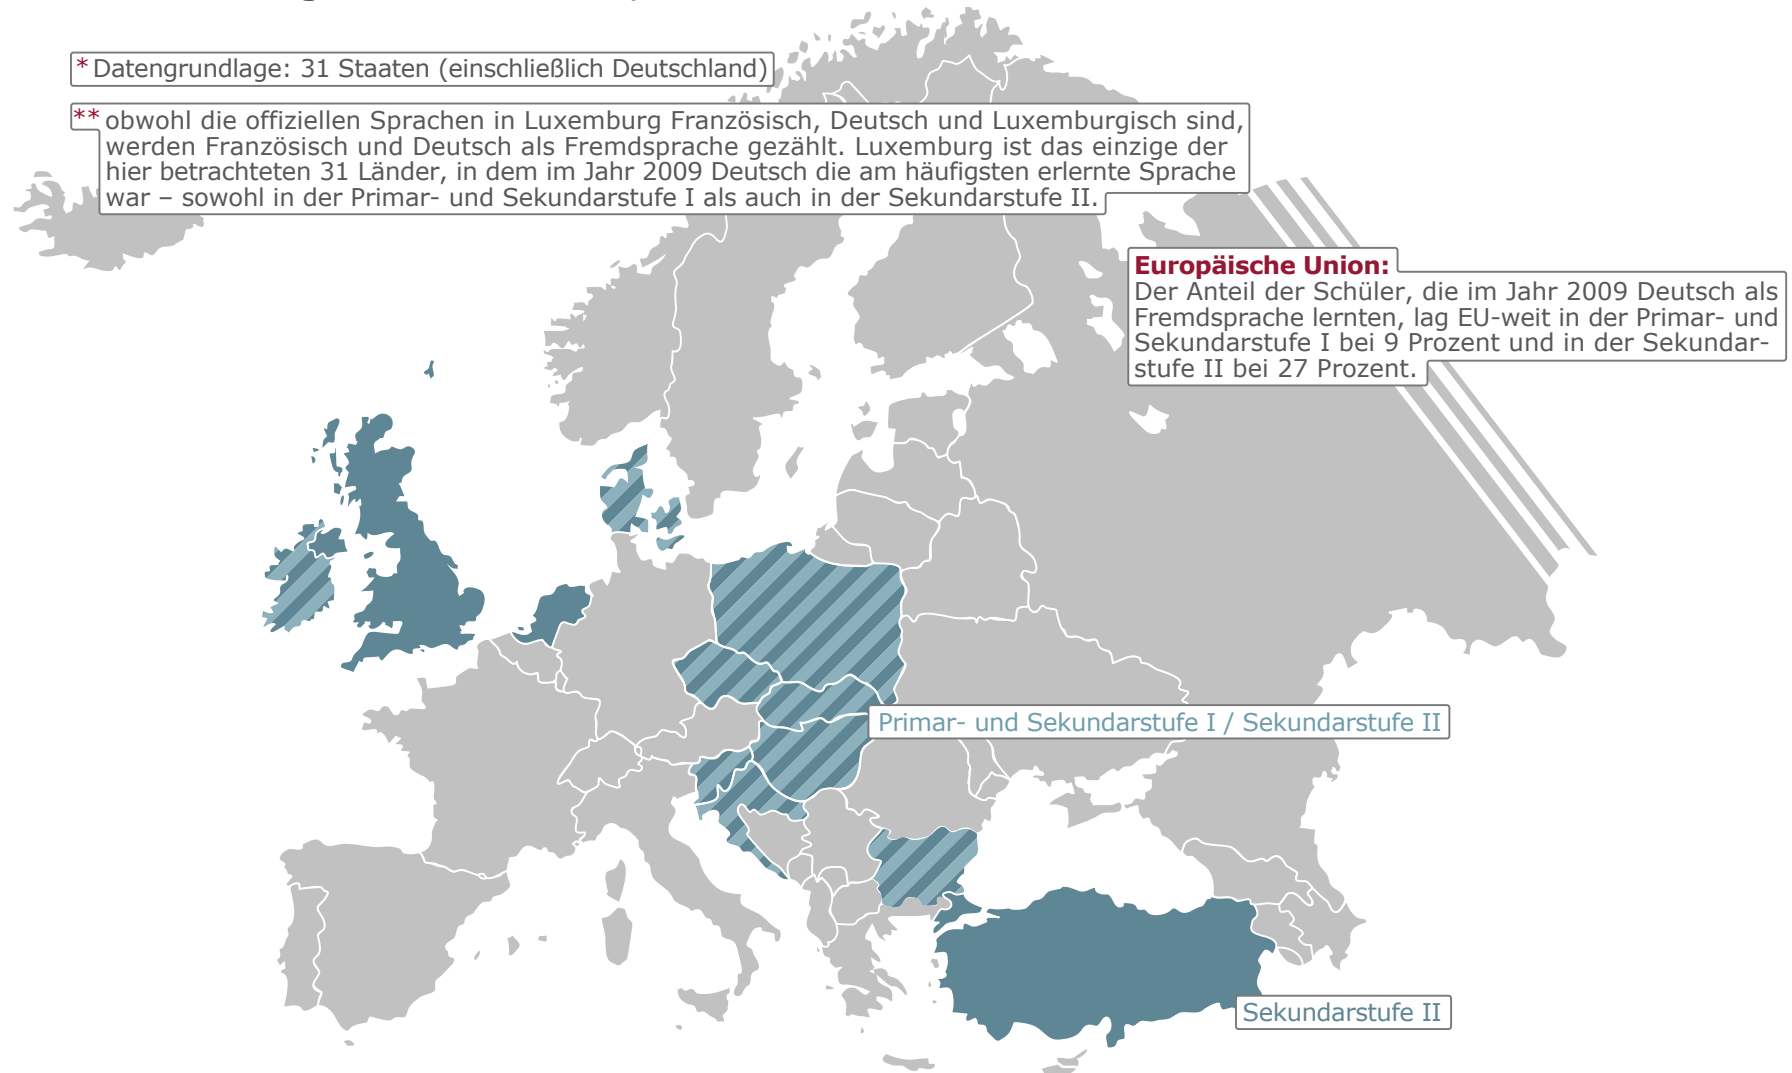 * Datengrundlage: 31 Staaten (einschließlich Deutschland)
** obwohl die offiziellen Sprachen in Luxemburg Französisch, Deutsch und Luxemburgisch sind,
werden Französisch und Deutsch als Fremdsprache gezählt. Luxemburg ist das einzige der
hier betrachteten 31 Länder, in dem im Jahr 2009 Deutsch die am häufigsten erlernte Sprache
war – sowohl in der Primar- und Sekundarstufe I als auch in der Sekundarstufe II.
Europäische Union:
Der Anteil der Schüler, die im Jahr 2009 Deutsch als
Fremdsprache lernten, lag EU-weit in der Primar- und
Sekundarstufe I bei 9 Prozent und in der Sekundar-
stufe II bei 27 Prozent.
Primar- und Sekundarstufe I / Sekundarstufe II
Sekundarstufe II